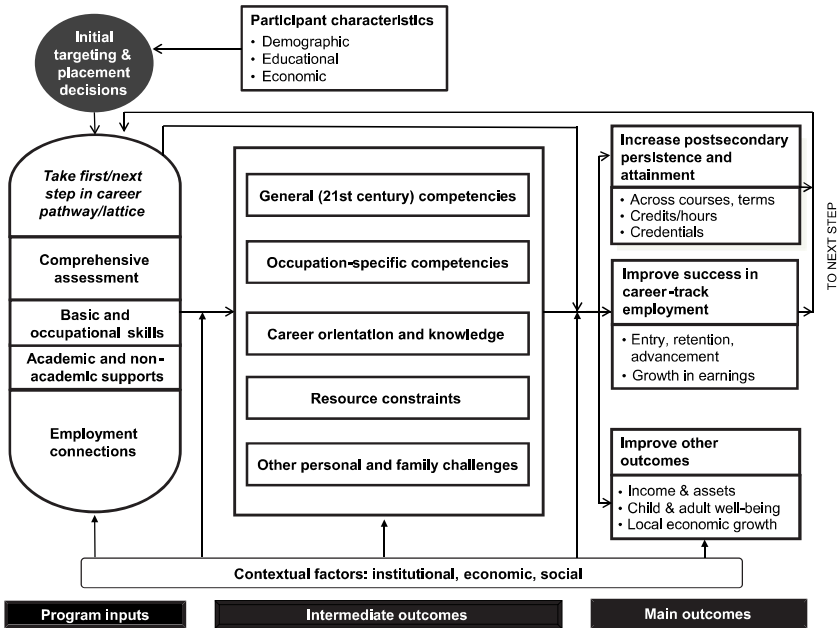 Initial
targeting &
placement
decisions
Participant characteristics
• Demographic
• Educational
• Economic
Take first/next
step in career
pathway/lattice
Comprehensive
assessment
Basic and
occupational skills
Academic and non-
academic supports
Employment
connections
General (21st century) competencies
Occupation-specific competencies
Career orientation and knowledge
Resource constraints
Other personal and family challenges
Increase postsecondary
persistence and
attainment
• Across courses, terms
• Credits/hours
• Credentials
Improve success in
career-track
employment
• Entry, retention,
advancement
• Growth in earnings
Improve other
outcomes
• Income & assets
• Child & adult well-being
• Local economic growth
TO NEXT STEP
Contextual factors: institutional, economic, social
Program inputs
Intermediate outcomes
Main outcomes